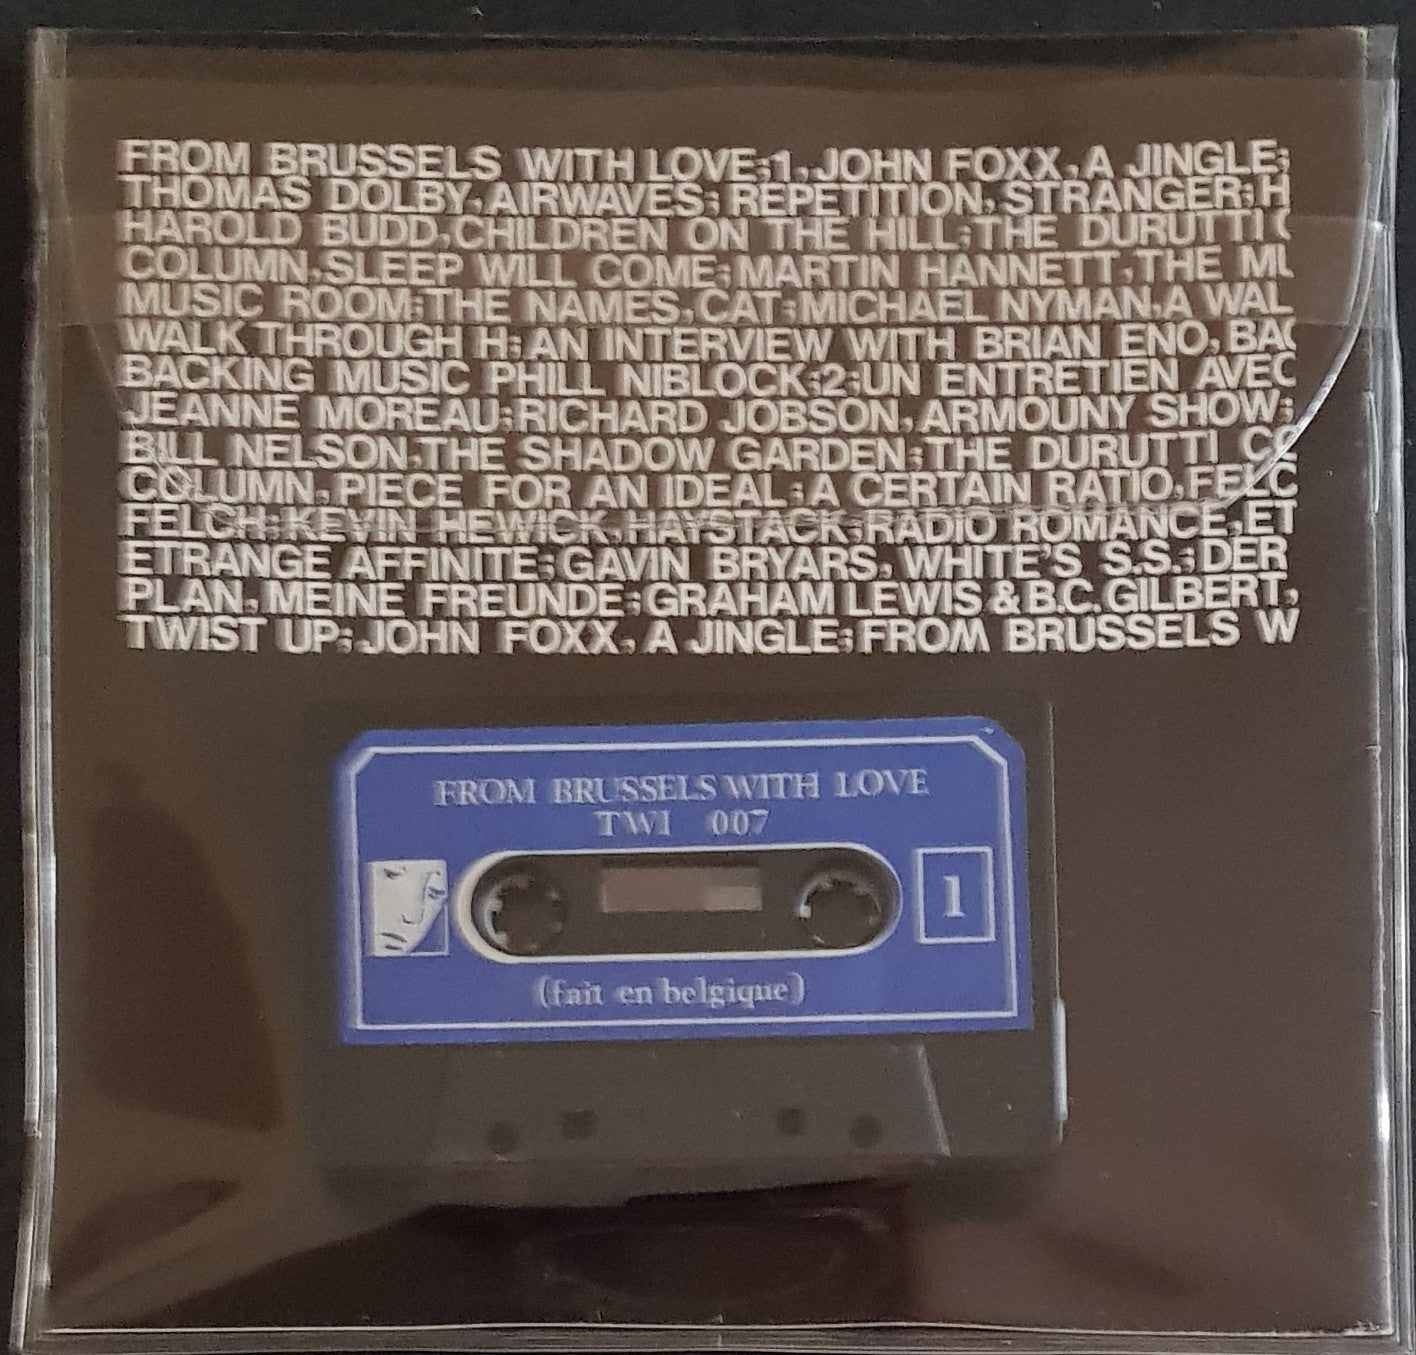 FROM BRUSSELS WITH LOVE;1, JOHN FOXX, A JINGLE;
THOMAS DOLBY, AIRWAVES; REPETITION, STRANGER; H
HAROLD BUDD, CHILDREN ON THE HILL; THE DURUTTI C
COLUMN, SLEEP WILL COME; MARTIN HANNETT, THE MU
MUSIC ROOM; THE NAMES, CAT; MICHAEL NYMAN, A WAL
WALK THROUGH H; AN INTERVIEW WITH BRIAN ENO, BAC
BACKING MUSIC PHILL NIBLOCK;2;UN ENTRETIEN AVEC
JEANNE MOREAU; RICHARD JOBSON, ARMOUNY SHOW;
BILL NELSON, THE SHADOW GARDEN; THE DURUTTI CO
COLUMN, PIECE FOR AN IDEAL; A CERTAIN RATIO, FELC
FELCH; KEVIN HEWICK, HAYSTACK; RADIO ROMANCE, ET
ETRANGE AFFINITE; GAVIN BRYARS, WHITE'S S.S.; DER
PLAN, MEINE FREUNDE; GRAHAM LEWIS & B.C. GILBERT,
TWIST UP; JOHN FOXX, A JINGLE; FROM BRUSSELS W
FROM BRUSSELS WITH LOVE
TWI 007
1
(fait en belgique)